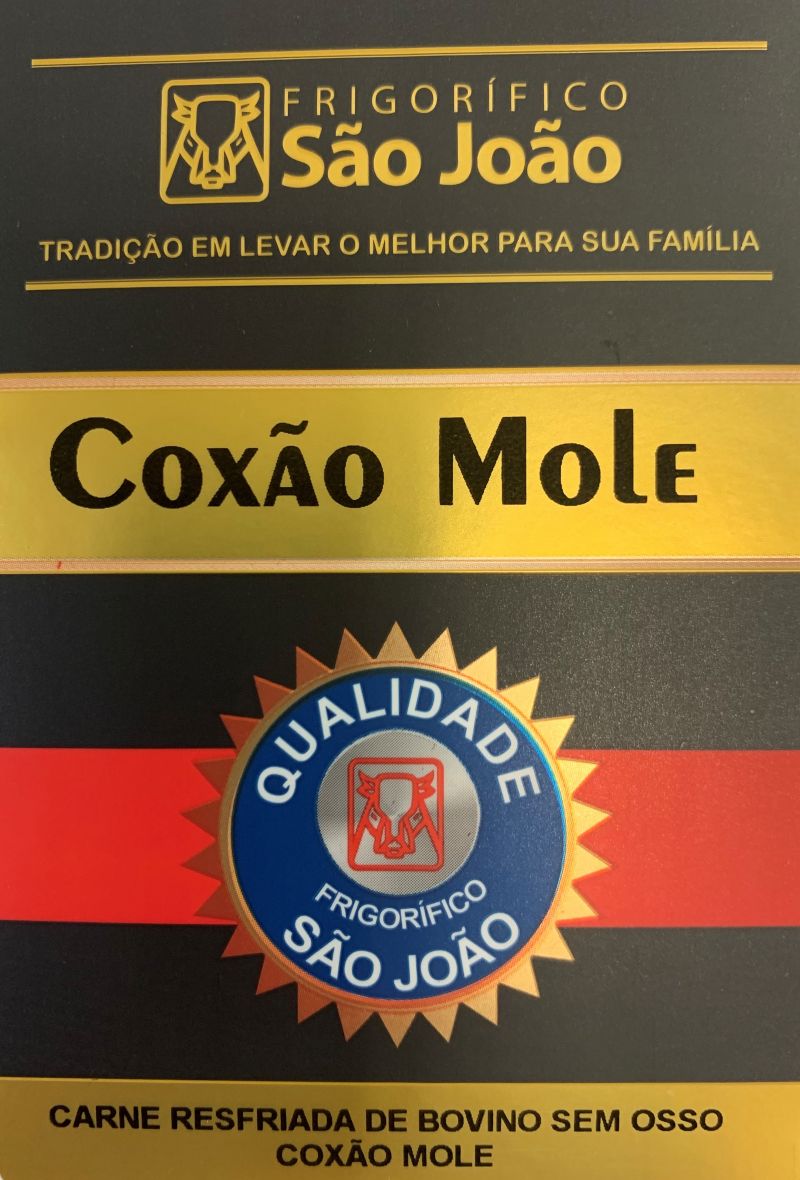 FRIGORÍFICO
São João
TRADIÇÃO EM LEVAR O MELHOR PARA SUA FAMÍLIA
Coxão Mole
QUALIDADE
FRIGORÍFICO
SÃO JOÃO
CARNE RESFRIADA DE BOVINO SEM OSSO
COXÃO MOLE